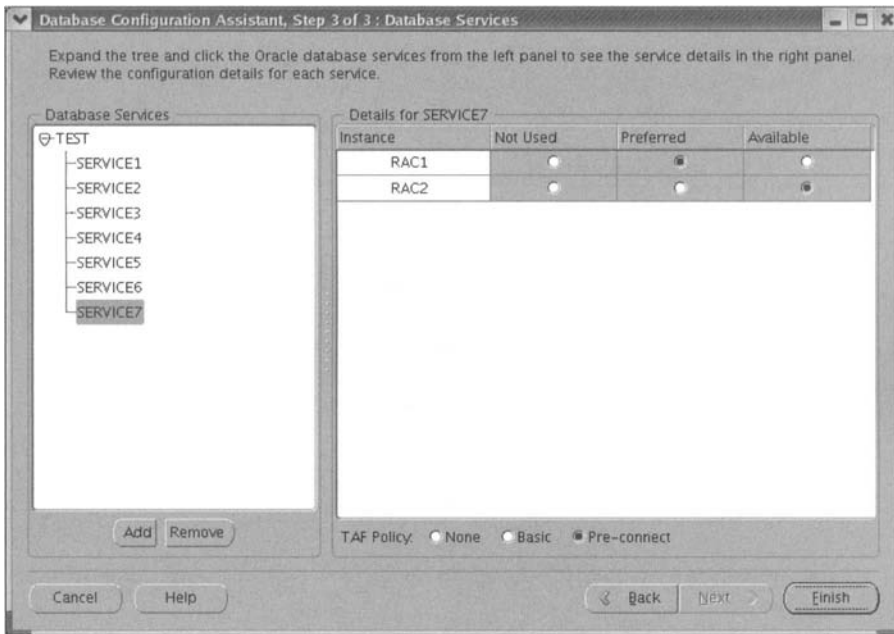 Database Configuration Assistant, Step 3 of 3 : Database Services
Expand the tree and click the Oracle database services from the left panel to see the service details in the right panel.
Review the configuration details for each service.
Database Services
TEST
SERVICE1
SERVICE2
SERVICE3
SERVICE4
SERVICE5
SERVICE6
SERVICE7
Add Remove
Details for SERVICE7
Instance Not Used Preferred Available
RAC1
RAC2
TAF Policy: None Basic Pre-connect
Cancel Help Back Next Finish